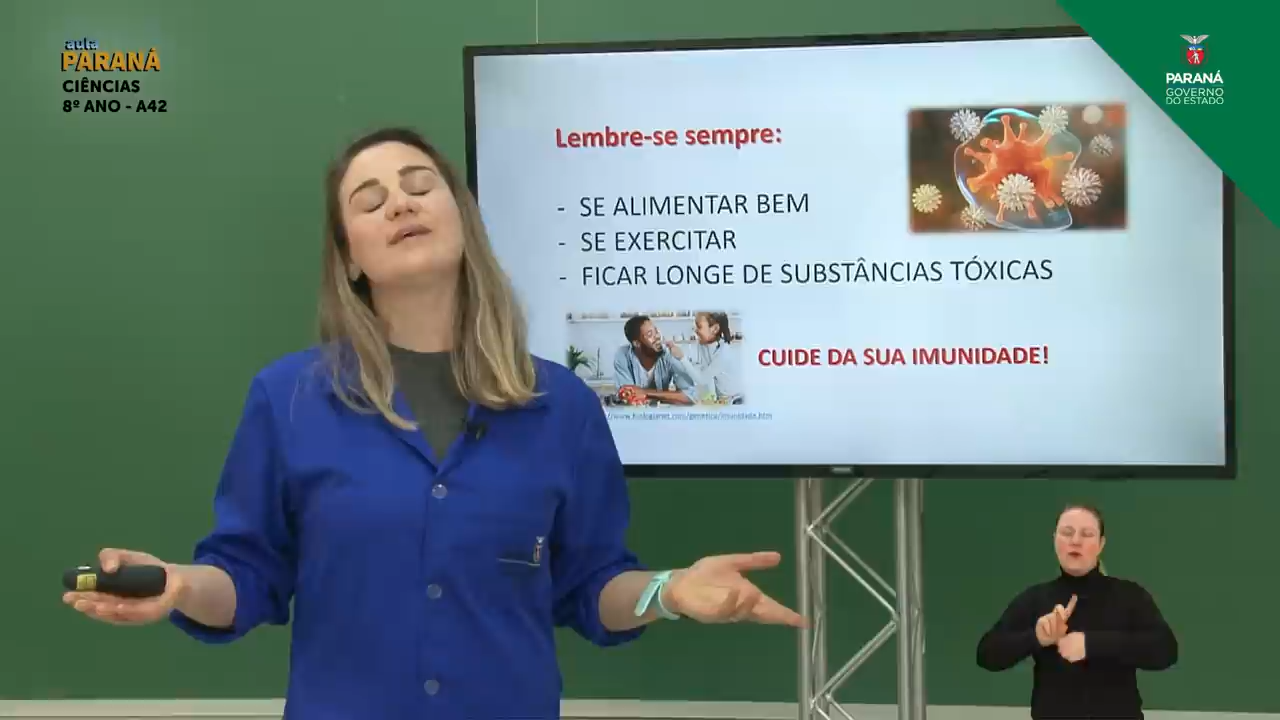 aula
PARANÁ
CIÊNCIAS
8º ANO - A42
PARANÁ
GOVERNO
DO ESTADO
Lembre-se sempre:
- SE ALIMENTAR BEM
- SE EXERCITAR
- FICAR LONGE DE SUBSTÂNCIAS TÓXICAS
CUIDE DA SUA IMUNIDADE!